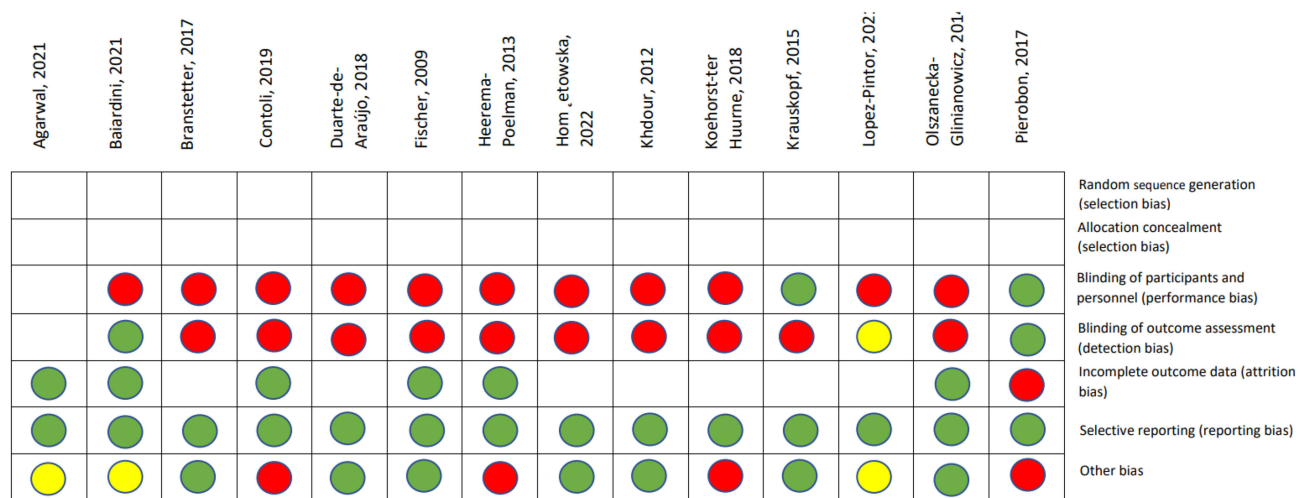 Agarwal, 2021
Baiardini, 2021
Branstetter, 2017
Contoli, 2019
Duarte-de-
Araújo, 2018
Fischer, 2009
Heerema-
Poelman, 2013
2022
Khdour, 2012
Koehorst-ter
Huurne, 2018
Krauskopf, 2015
Lopez-Pintor,
Olszanecka-
Glinianowicz, 2014
Pierobon, 2017
Random sequence generation
(selection bias)
Allocation concealment
(selection bias)
Blinding of participants and
personnel (performance bias)
Blinding of outcome assessment
(detection bias)
Incomplete outcome data (attrition
bias)
Selective reporting (reporting bias)
Other bias